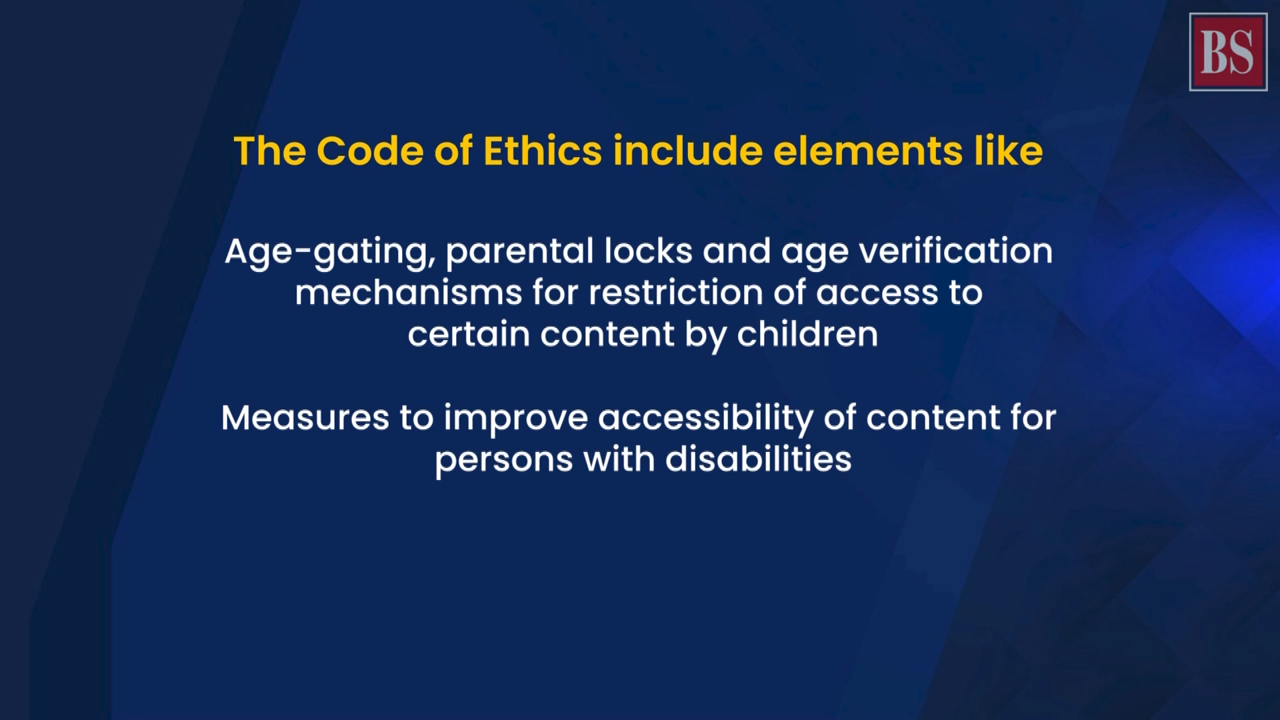 BS
The Code of Ethics include elements like
Age-gating, parental locks and age verification
mechanisms for restriction of access to
certain content by children
Measures to improve accessibility of content for
persons with disabilities